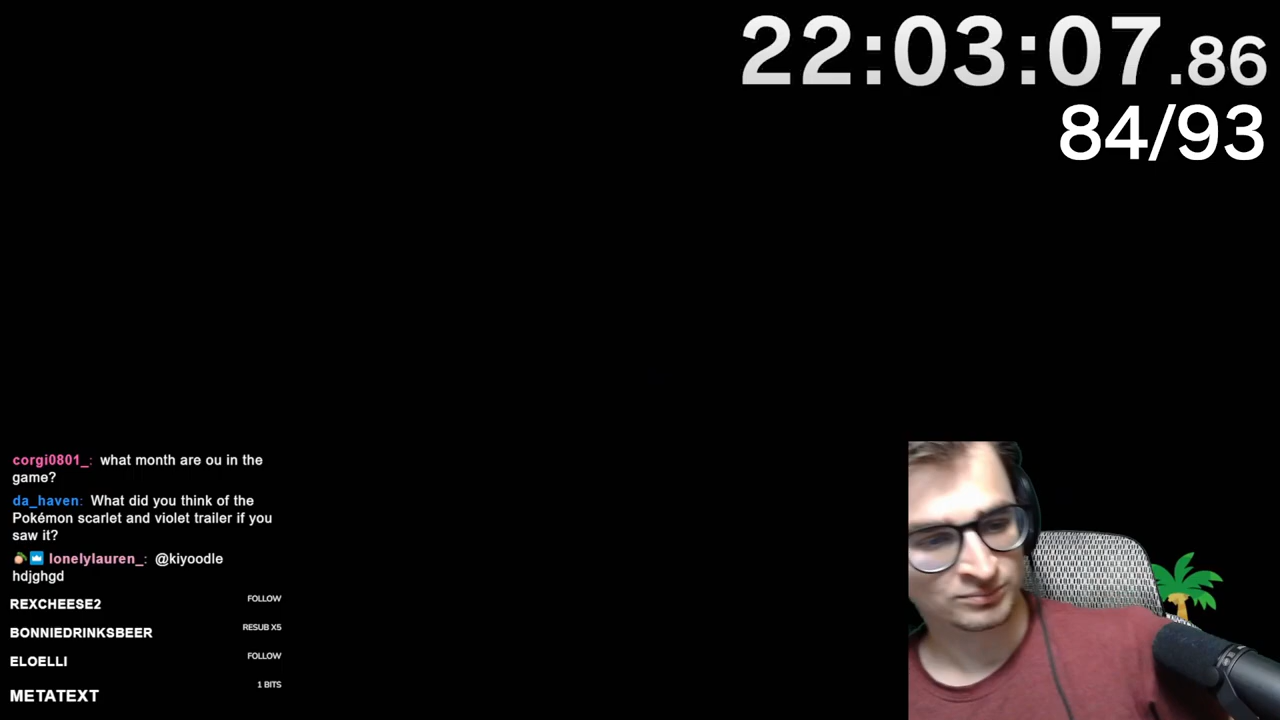 22:03:07.86
84/93
corgi0801_: what month are ou in the
game?
da_haven: What did you think of the
Pokémon scarlet and violet trailer if you
saw it?
lonelylauren_: @kiyoodle
hdjghgd
REXCHEESE2 FOLLOW
BONNIEDRINKSBEER RESUB X5
ELOELLI FOLLOW
METATEXT 1 BITS